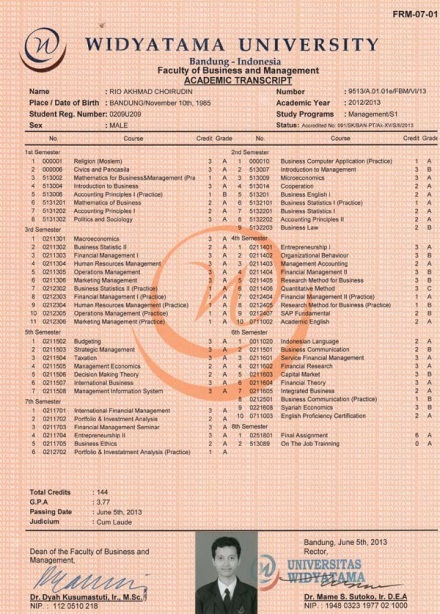 FRM-07-01
WIDYATAMA UNIVERSITY
Bandung - Indonesia
Faculty of Business and Management
ACADEMIC TRANSCRIPT
Name : RIO AKHMAD CHOIRUDIN
Number : 9513/A.01.01e/FBM/VI/13
Place / Date of Birth : BANDUNG/November 10th, 1985
Academic Year : 2012/2013
Student Reg. Number : 0209U209
Study Programs : Management/S1
Sex : MALE
Status: Accredited No: 091/SK/BAN-PT/Ak-XV/S/II/2013
No. Course Credit Grade No. Course Credit Grade
1st Semester 2nd Semester
1 000001 Religion (Moslem) 3 A 1 000010 Business Computer Application (Practice) 1 A
2 000006 Civics and Pancasila 3 A 2 513007 Introduction to Management 3 B
3 513002 Mathematics for Business&Management (Pra 1 A 3 513009 Microeconomics 3 A
4 513004 Introduction to Business 3 A 4 513014 Cooperation 2 A
5 513006 Accounting Principles I (Practice) 1 B 5 513201 Business English I 2 A
6 5131201 Mathematics of Business 2 A 6 5132101 Business Statistics I (Practice) 1 A
7 5131202 Accounting Principles I 2 A 7 5132201 Business Statistics I 2 A
8 5131302 Politics and Sociology 3 A 8 5132202 Accounting Principles II 2 A
9 5132203 Business Law 2 B
3rd Semester 4th Semester
1 0211301 Macroeconomics 3 A
2 0211302 Business Statistic II 2 A 1 0211401 Entrepreneurship I 3 A
3 0211303 Financial Management I 3 A 2 0211402 Organizational Behaviour 3 B
4 0211304 Human Resources Management 3 A 3 0211403 Management Accounting 2 A
5 0211305 Operations Management 3 A 4 0211404 Financial Management II 3 B
6 0211306 Marketing Management 3 A 5 0211405 Research Method for Business 3 B
7 0212302 Business Statistics II (Practice) 1 A 6 0211406 Quantitative Method 3 C
8 0212303 Financial Management I (Practice) 1 A 7 0212404 Financial Management II (Practice) 1 A
9 0212304 Human Resources Management (Practice) 1 A 8 0212405 Research Method for Business (Practice) 1 B
10 0212305 Operations Management (Practice) 1 A 9 0212407 SAP Fundamental 2 B
11 0212306 Marketing Management (Practice) 1 A 10 0711002 Academic English 2 A
5th Semester 6th Semester
1 0211502 Budgeting 3 A 1 0011020 Indonesian Language 2 A
2 0211503 Strategic Management 3 A 2 0211501 Business Communication 2 B
3 0211504 Taxation 3 A 3 0211601 Service Financial Management 3 A
4 0211505 Management Economics 2 A 4 0211602 Financial Research 3 A
5 0211506 Decision Making Theory 2 A 5 0211603 Capital Market 3 B
6 0211507 International Business 3 A 6 0211604 Financial Theory 3 A
7 0211508 Management Information System 3 A 7 0211605 Integrated Business 2 A
8 0212501 Business Communication (Practice) 1 B
9 0221608 Syariah Economics 3 B
10 0711003 English Proficiency Certification 2 A
7th Semester 8th Semester
1 0211701 International Financial Management 3 A
2 0211702 Portfolio & Investment Analysis 2 A
3 0211703 Financial Management Seminar 3 A
4 0211704 Entrepreneurship II 3 A 1 0251801 Final Assignment 6 A
5 0211705 Business Ethics 2 A 2 513089 On The Job Trainning 0 A
6 0212702 Portfolio & Investatment Analysis (Practice) 1 A
Total Credits : 144
G.P.A : 3.77
Passing Date : June 5th, 2013
Judicium : Cum Laude
Bandung, June 5th, 2013
Dean of the Faculty of Business and
Management,
Rector,
UNIVERSITAS
WIDYATAMA
Dr. Dyah Kusumastuti, Ir., M.Sc.
NIP. : 112 0510 218
Dr. Mame S. Sutoko, Ir, D.E.A
NIP. : 1948 0323 1977 02 1000